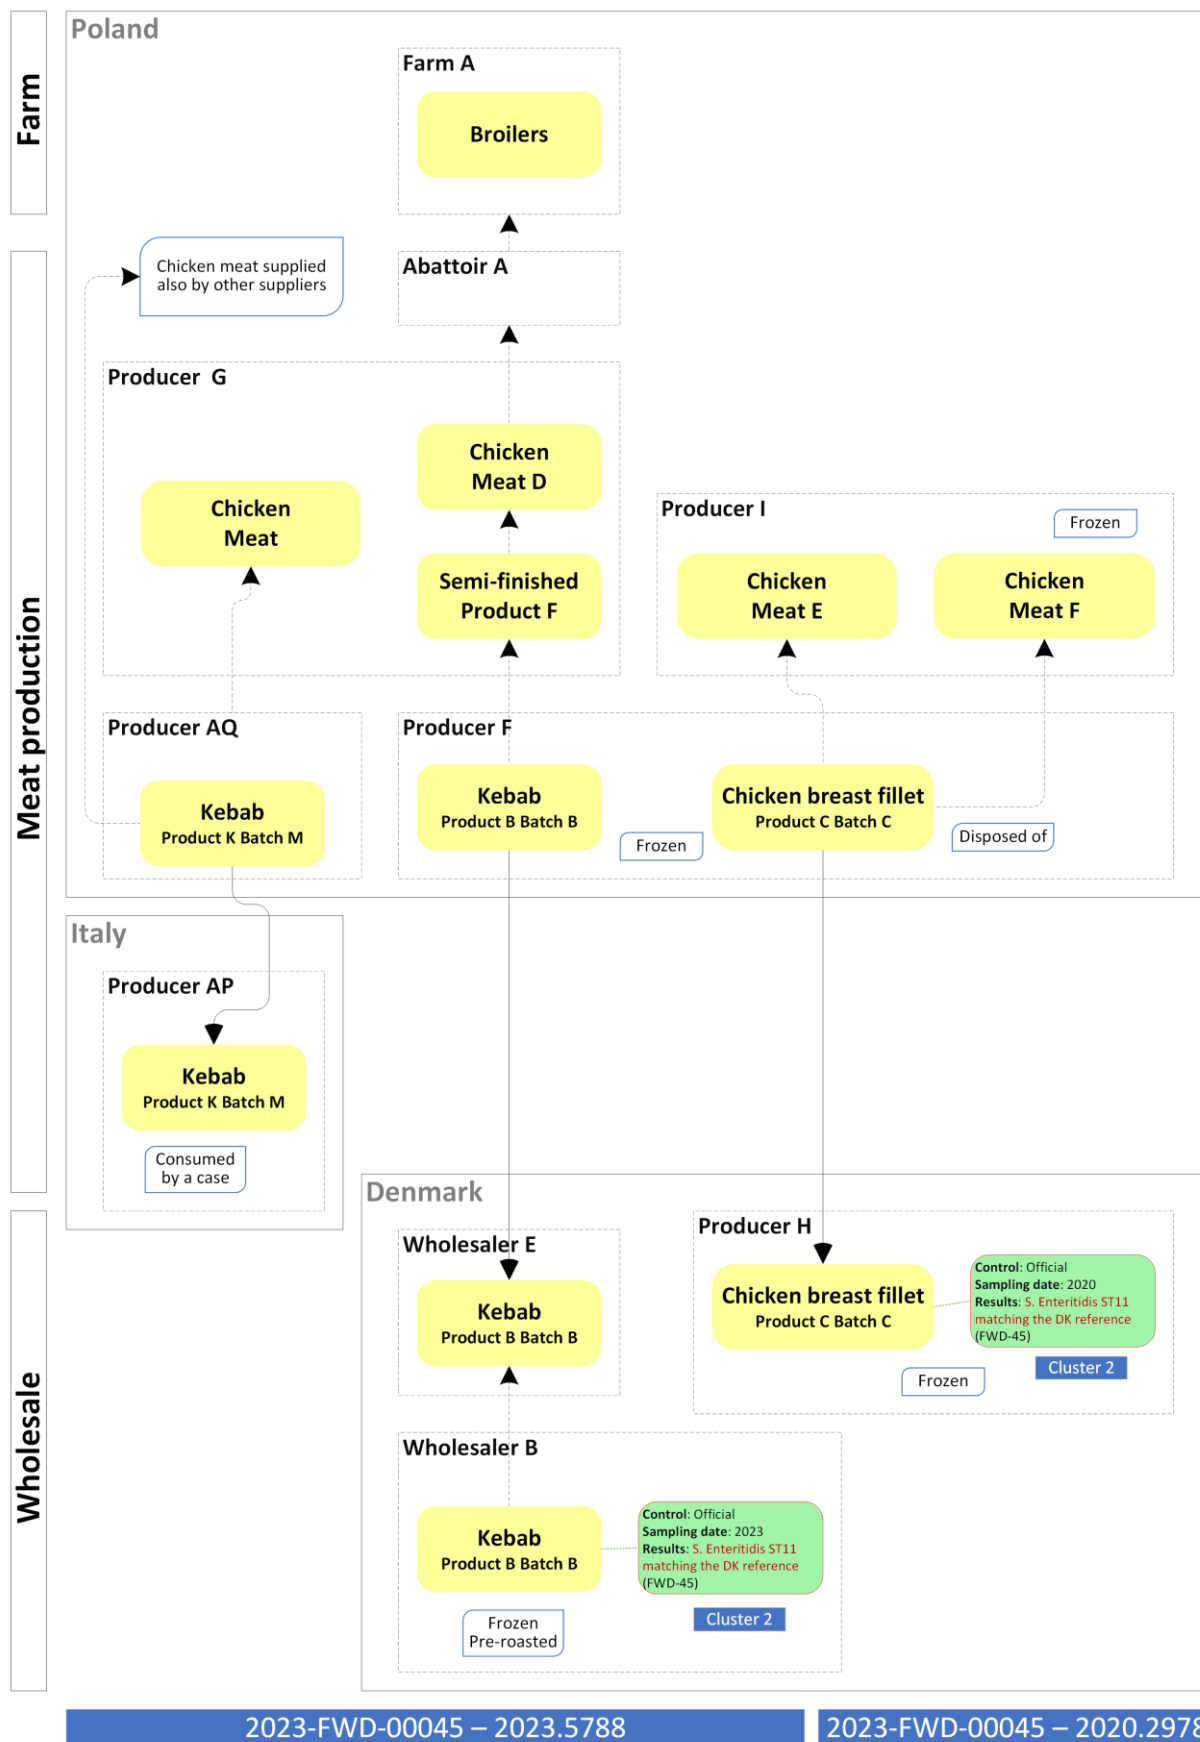 Farm
Poland
Farm A
Broilers
Meat production
Chicken meat supplied
also by other suppliers
Abattoir A
Producer  G
Chicken
Meat D
Chicken
Meat
Semi-finished
Product F
Producer I
Frozen
Chicken
Meat E
Chicken
Meat F
Producer AQ
Kebab
Product K Batch M
Producer F
Kebab
Product B Batch B
Frozen
Chicken breast fillet
Product C Batch C
Disposed of
Italy
Producer AP
Kebab
Product K Batch M
Consumed
by a case
Wholesale
Denmark
Wholesaler E
Kebab
Product B Batch B
Producer H
Chicken breast fillet
Product C Batch C
Control: Official
Sampling date: 2020
Results: S. Enteritidis ST11
matching the DK reference
(FWD-45)
Cluster 2
Frozen
Wholesaler B
Kebab
Product B Batch B
Control: Official
Sampling date: 2023
Results: S. Enteritidis ST11
matching the DK reference
(FWD-45)
Cluster 2
Frozen
Pre-roasted
2023-FWD-00045 – 2023.5788
2023-FWD-00045 – 2020.2978